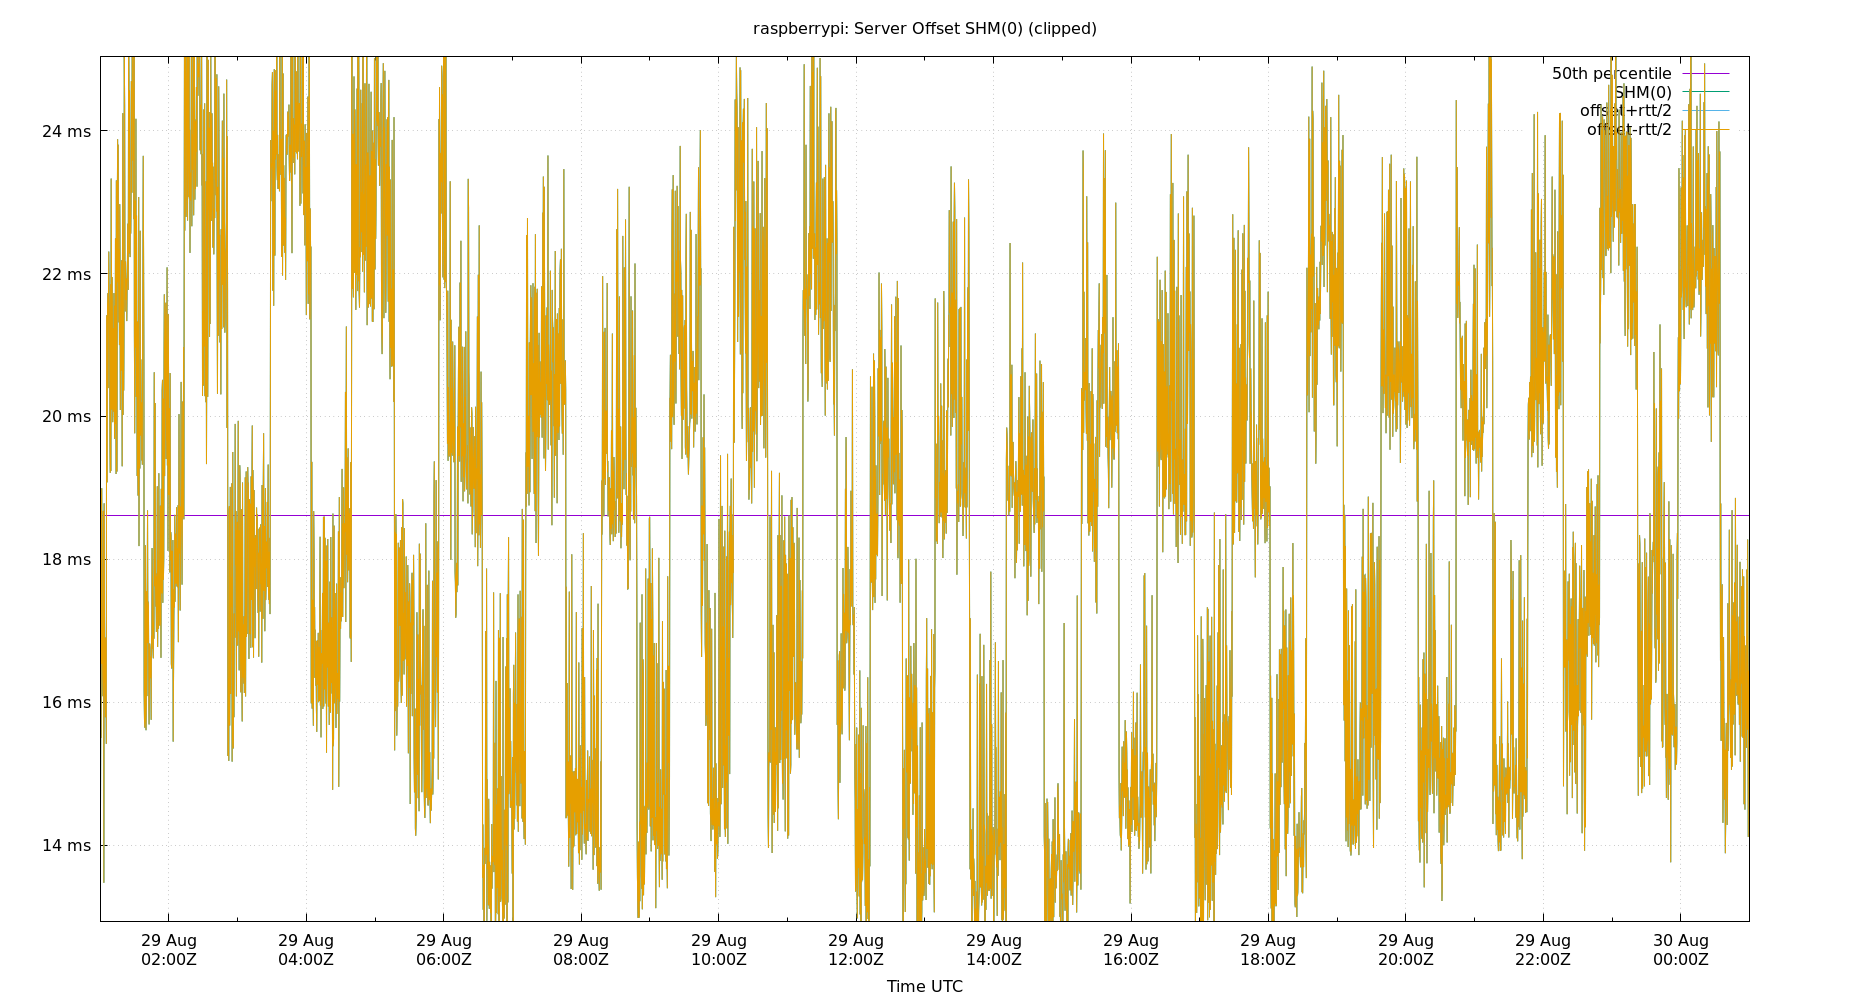 raspberrypi: Server Offset SHM(0) (clipped)
50th percentile
SHM(0)
offset+rtt/2
offset-rtt/2
24 ms
22 ms
20 ms
18 ms
16 ms
14 ms
29 Aug 29 Aug 29 Aug 29 Aug 29 Aug 29 Aug 29 Aug 29 Aug 29 Aug 29 Aug 29 Aug 30 Aug
02:00Z 04:00Z 06:00Z 08:00Z 10:00Z 12:00Z 14:00Z 16:00Z 18:00Z 20:00Z 22:00Z 00:00Z
Time UTC